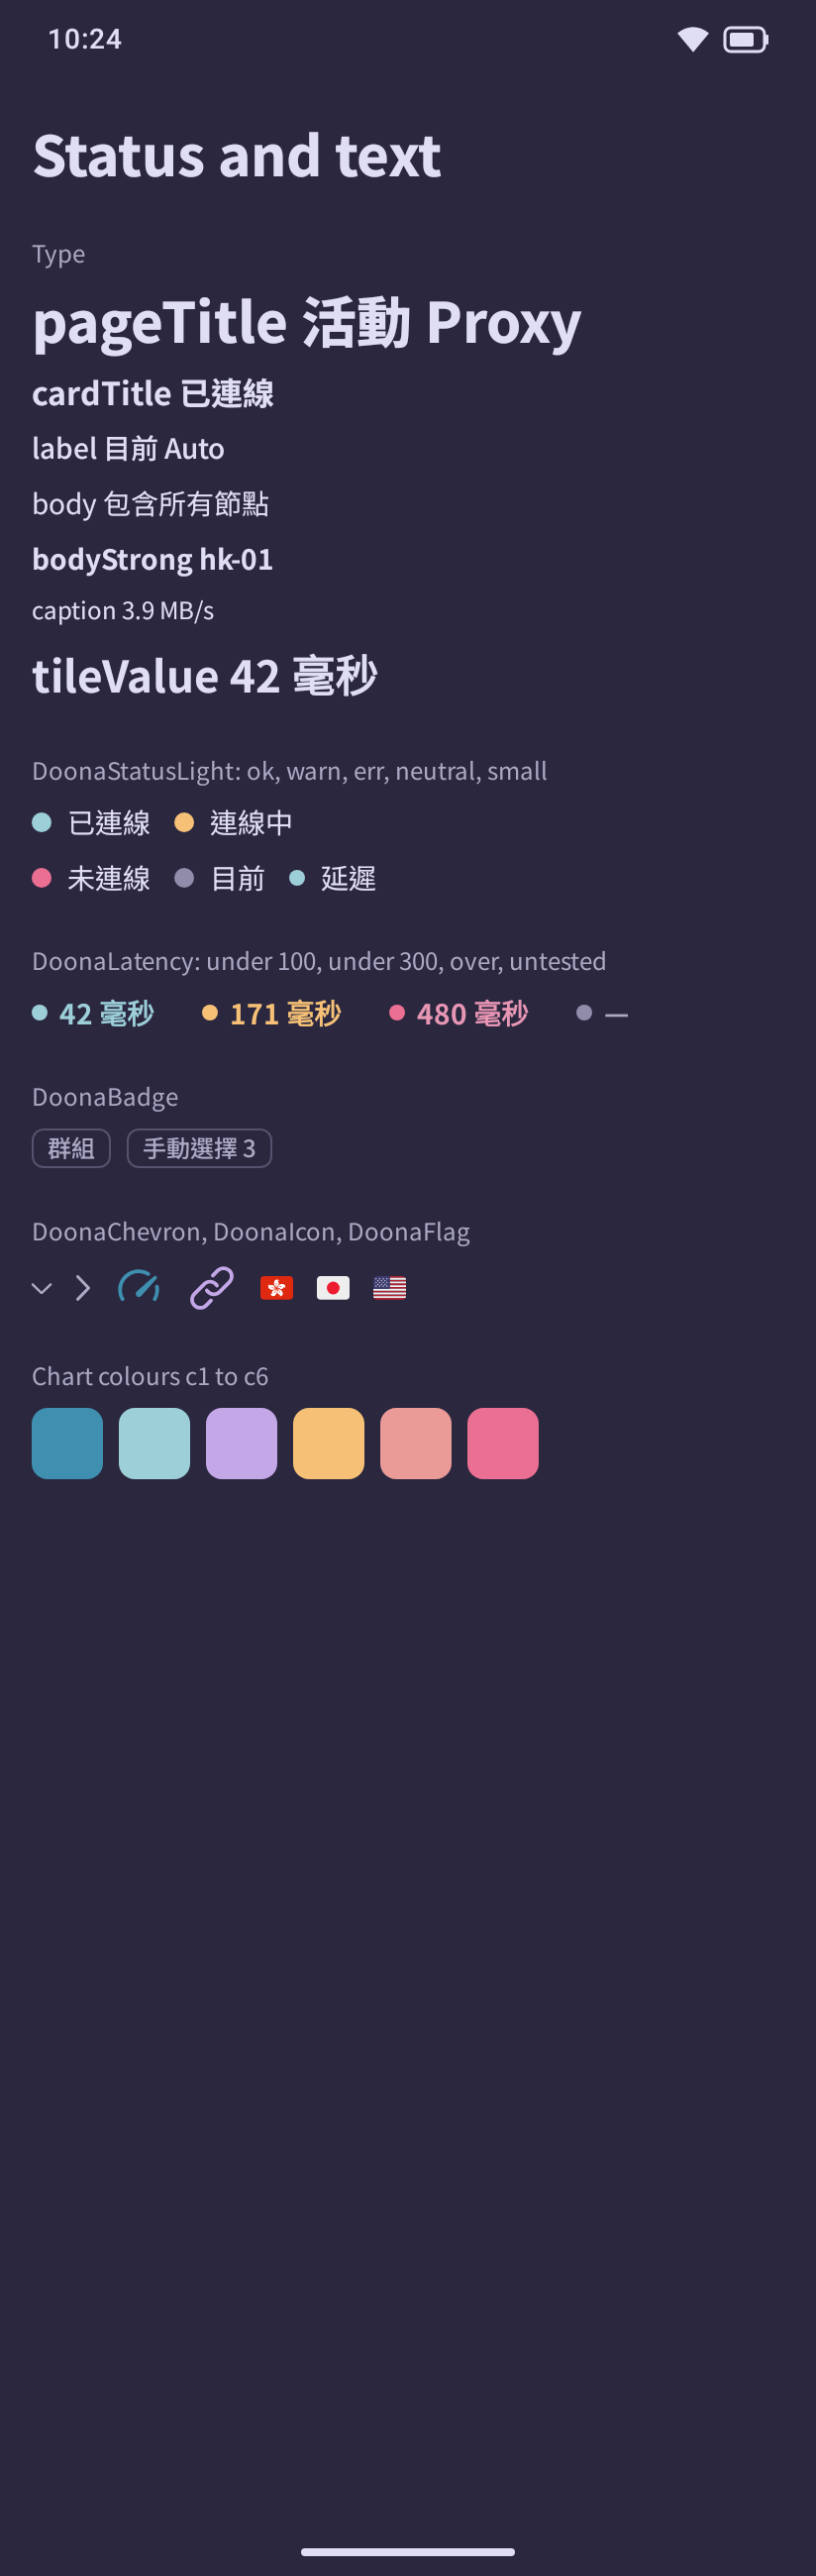 10:24
Status and text
Type
pageTitle 活動 Proxy
cardTitle 已連線
label 目前 Auto
body 包含所有節點
bodyStrong hk-01
caption 3.9 MB/s
tileValue 42 毫秒
DoonaStatusLight: ok, warn, err, neutral, small
已連線 連線中
未連線 目前 延遲
DoonaLatency: under 100, under 300, over, untested
42 毫秒 171 毫秒 480 毫秒 —
DoonaBadge
群組 手動選擇 3
DoonaChevron, DoonaIcon, DoonaFlag
Chart colours c1 to c6